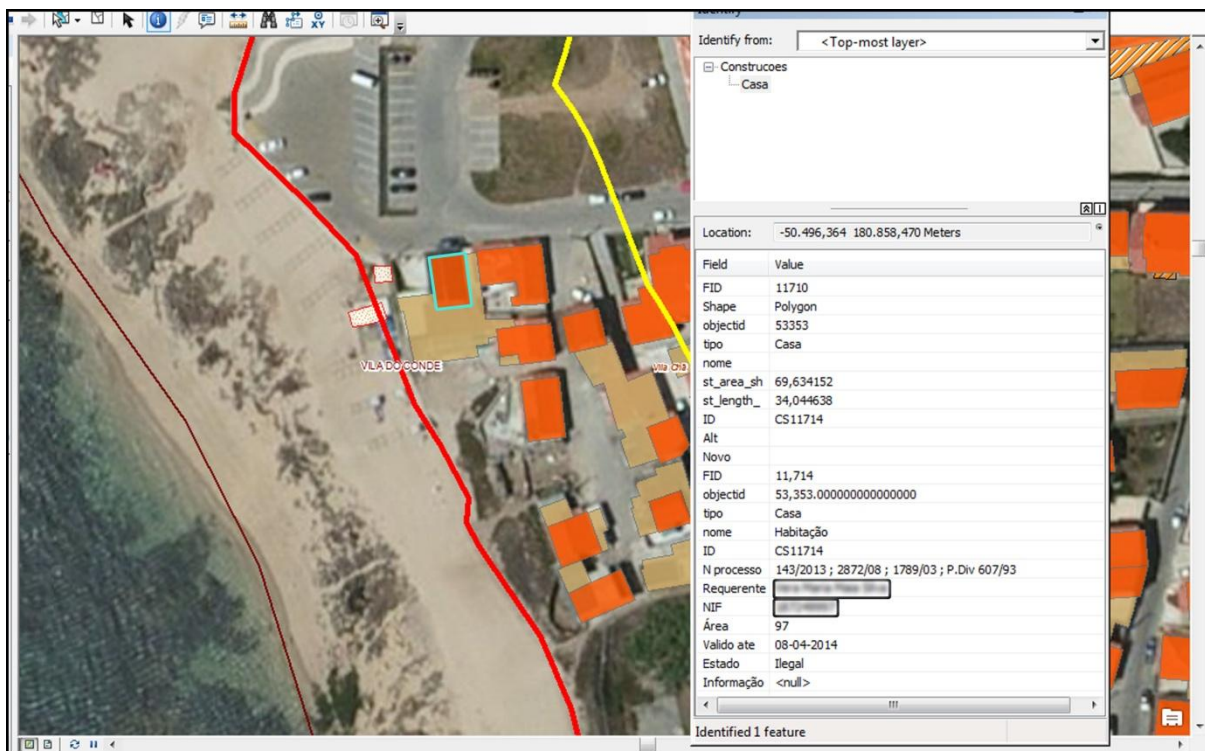 Identify
Identify from: <Top-most layer>
Construcoes
Casa
Location: -50.496,364 180.858,470 Meters
Field Value
FID 11710
Shape Polygon
objectid 53353
tipo Casa
nome
st_area_sh 69,634152
st_length_ 34,044638
ID CS11714
Alt
Novo
FID 11,714
objectid 53,353.000000000000000
tipo Casa
nome Habitação
ID CS11714
N processo 143/2013 ; 2872/08 ; 1789/03 ; P.Div 607/93
Requerente
NIF
Área 97
Valido ate 08-04-2014
Estado Ilegal
Informação <null>
Identified 1 feature
XY
VILA DO CONDE
Vila Chã